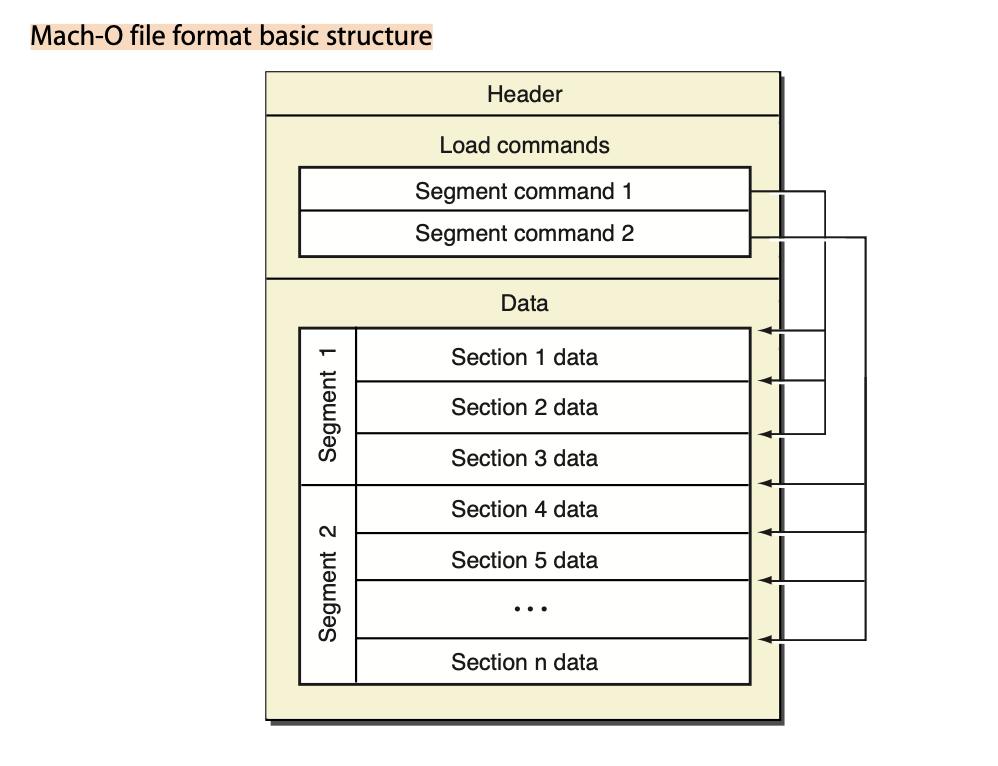 Mach-O file format basic structure
Header
Load commands
Segment command 1
Segment command 2
Data
Segment 1
Section 1 data
Section 2 data
Section 3 data
Segment 2
Section 4 data
Section 5 data
...
Section n data